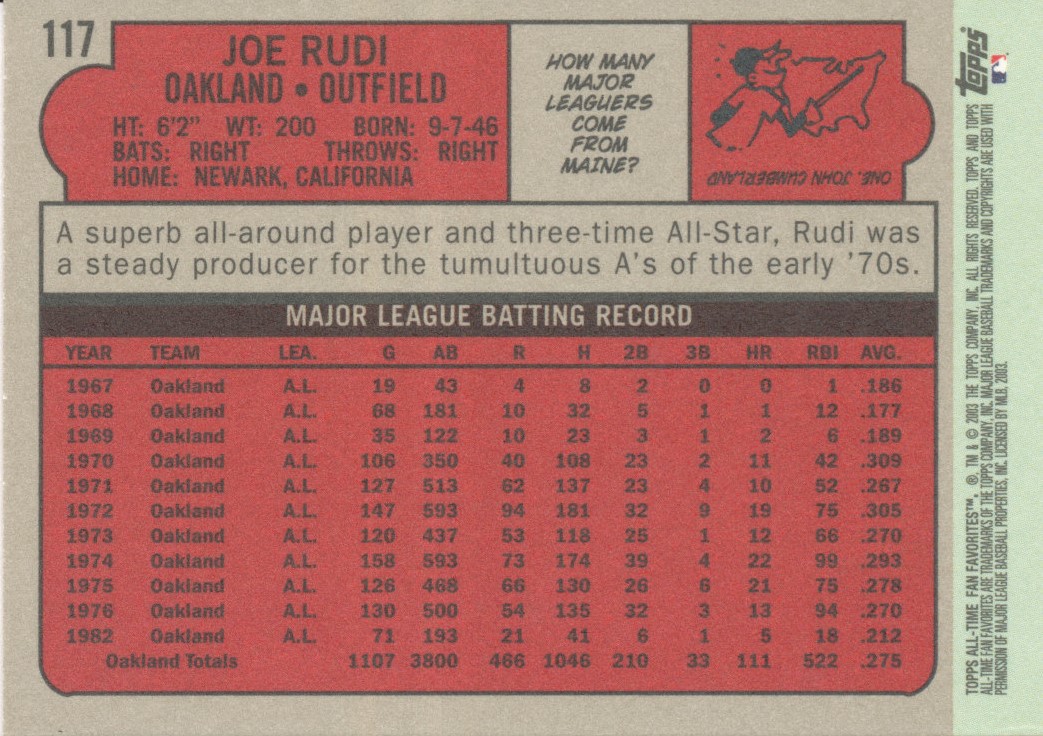 117
JOE RUDI
OAKLAND • OUTFIELD
HT: 6'2" WT: 200 BORN: 9-7-46
BATS: RIGHT THROWS: RIGHT
HOME: NEWARK, CALIFORNIA
HOW MANY
MAJOR
LEAGUERS
COME
FROM
MAINE?
ONE. JOHN CUMBERLAND
A superb all-around player and three-time All-Star, Rudi was
a steady producer for the tumultuous A's of the early '70s.
MAJOR LEAGUE BATTING RECORD
YEAR TEAM LEA. G AB R H 2B 3B HR RBI AVG.
1967 Oakland A.L. 19 43 4 8 2 0 0 1 .186
1968 Oakland A.L. 68 181 10 32 5 1 1 12 .177
1969 Oakland A.L. 35 122 10 23 3 1 2 6 .189
1970 Oakland A.L. 106 350 40 108 23 2 11 42 .309
1971 Oakland A.L. 127 513 62 137 23 4 10 52 .267
1972 Oakland A.L. 147 593 94 181 32 9 19 75 .305
1973 Oakland A.L. 120 437 53 118 25 1 12 66 .270
1974 Oakland A.L. 158 593 73 174 39 4 22 99 .293
1975 Oakland A.L. 126 468 66 130 26 6 21 75 .278
1976 Oakland A.L. 130 500 54 135 32 3 13 94 .270
1982 Oakland A.L. 71 193 21 41 6 1 5 18 .212
Oakland Totals 1107 3800 466 1046 210 33 111 522 .275
topps
TOPPS ALL-TIME FAN FAVORITES™. ®, TM & © 2003 THE TOPPS COMPANY, INC. ALL RIGHTS RESERVED. TOPPS AND TOPPS
ALL-TIME FAN FAVORITES ARE TRADEMARKS OF THE TOPPS COMPANY, INC. MAJOR LEAGUE BASEBALL TRADEMARKS AND COPYRIGHTS ARE USED WITH
PERMISSION OF MAJOR LEAGUE BASEBALL PROPERTIES, INC. LICENSED BY MLB, 2003.